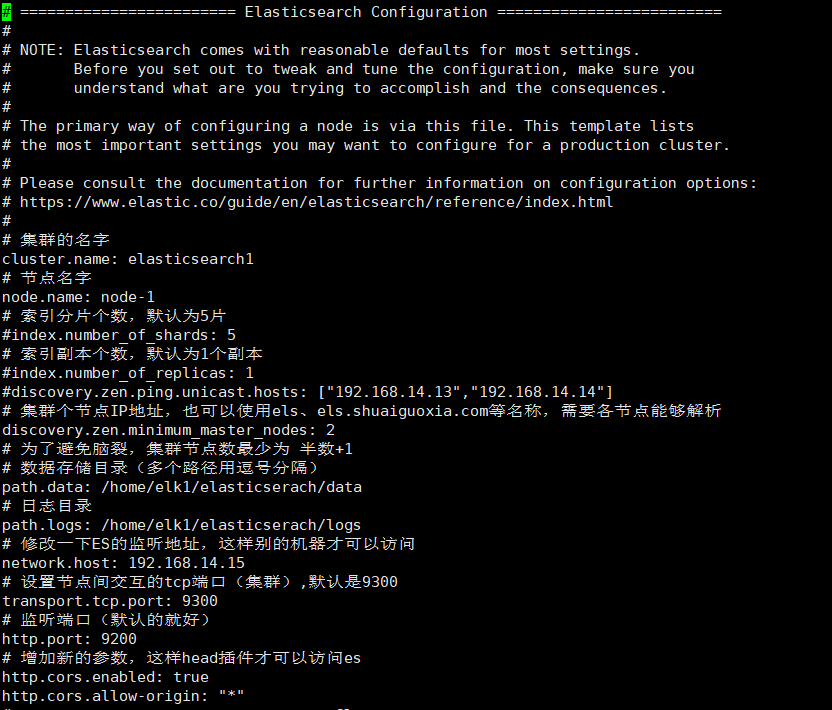 # ======================== Elasticsearch Configuration =========================
#
# NOTE: Elasticsearch comes with reasonable defaults for most settings.
#       Before you set out to tweak and tune the configuration, make sure you
#       understand what are you trying to accomplish and the consequences.
#
# The primary way of configuring a node is via this file. This template lists
# the most important settings you may want to configure for a production cluster.
#
# Please consult the documentation for further information on configuration options:
# https://www.elastic.co/guide/en/elasticsearch/reference/index.html
#
# 集群的名字
cluster.name: elasticsearch1
# 节点名字
node.name: node-1
# 索引分片个数，默认为5片
#index.number_of_shards: 5
# 索引副本个数，默认为1个副本
#index.number_of_replicas: 1
#discovery.zen.ping.unicast.hosts: ["192.168.14.13","192.168.14.14"]
# 集群个节点IP地址，也可以使用els、els.shuaiguoxia.com等名称，需要各节点能够解析
discovery.zen.minimum_master_nodes: 2
# 为了避免脑裂，集群节点数最少为 半数+1
# 数据存储目录（多个路径用逗号分隔）
path.data: /home/elk1/elasticserach/data
# 日志目录
path.logs: /home/elk1/elasticserach/logs
# 修改一下ES的监听地址，这样别的机器才可以访问
network.host: 192.168.14.15
# 设置节点间交互的tcp端口（集群）,默认是9300
transport.tcp.port: 9300
# 监听端口（默认的就好）
http.port: 9200
# 增加新的参数，这样head插件才可以访问es
http.cors.enabled: true
http.cors.allow-origin: "*"